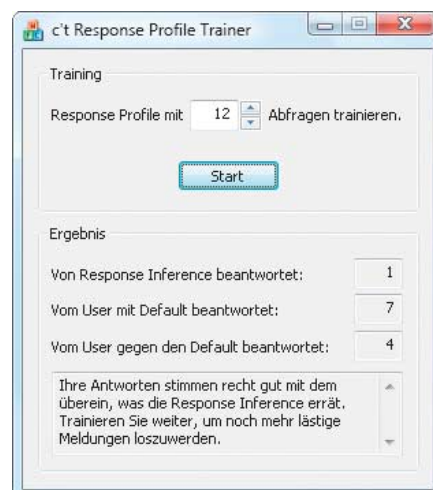 c't Response Profile Trainer
Training
Response Profile mit 12 Abfragen trainieren.
Start
Ergebnis
Von Response Inference beantwortet: 1
Vom User mit Default beantwortet: 7
Vom User gegen den Default beantwortet: 4
Ihre Antworten stimmen recht gut mit dem
überein, was die Response Inference errät.
Trainieren Sie weiter, um noch mehr lästige
Meldungen loszuwerden.